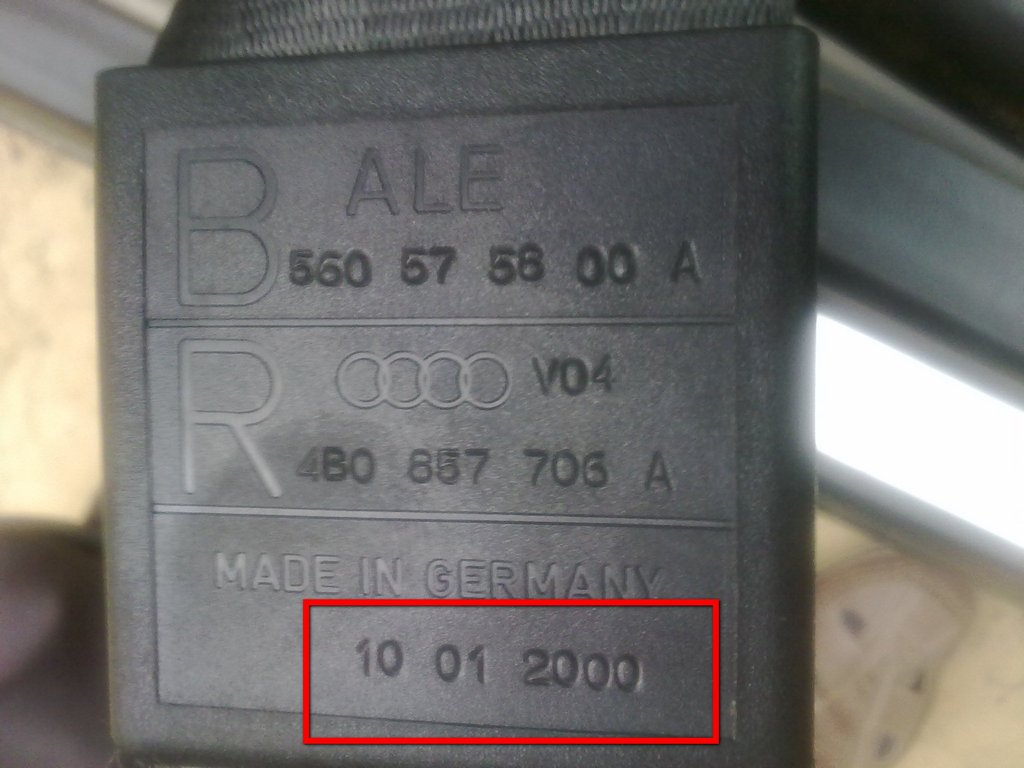 B ALE
560 57 58 00 A
R V04
4B0 857 706 A
MADE IN GERMANY
10 01 2000